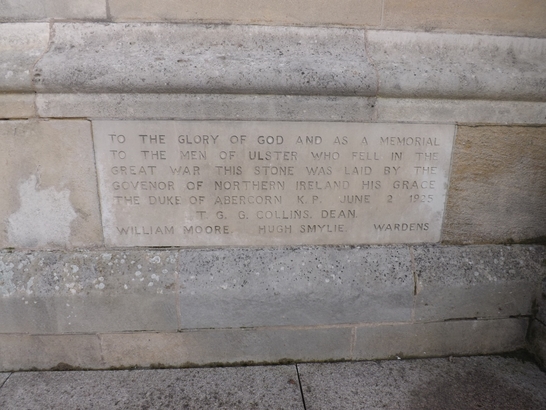 TO THE GLORY OF GOD AND AS A MEMORIAL
TO THE MEN OF ULSTER WHO FELL IN THE
GREAT WAR THIS STONE WAS LAID BY THE
GOVENOR OF NORTHERN IRELAND HIS GRACE
THE DUKE OF ABERCORN K.P. JUNE 2 1925
T. G. G. COLLINS. DEAN.
WILLIAM MOORE HUGH SMYLIE WARDENS